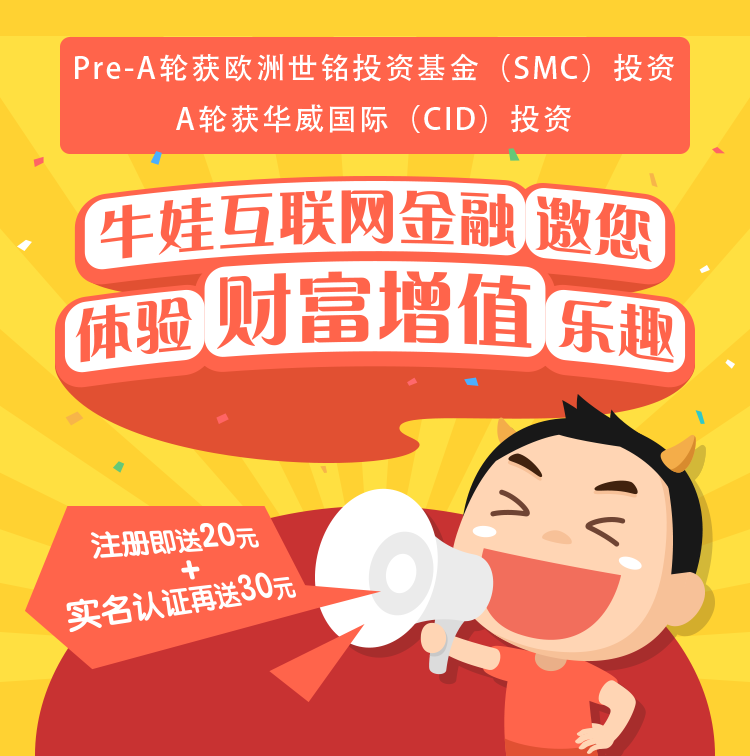 Pre-A轮获欧洲世铭投资基金（SMC）投资
A轮获华威国际（CID）投资
牛娃互联网金融邀您
体验财富增值乐趣
注册即送20元
+
实名认证再送30元